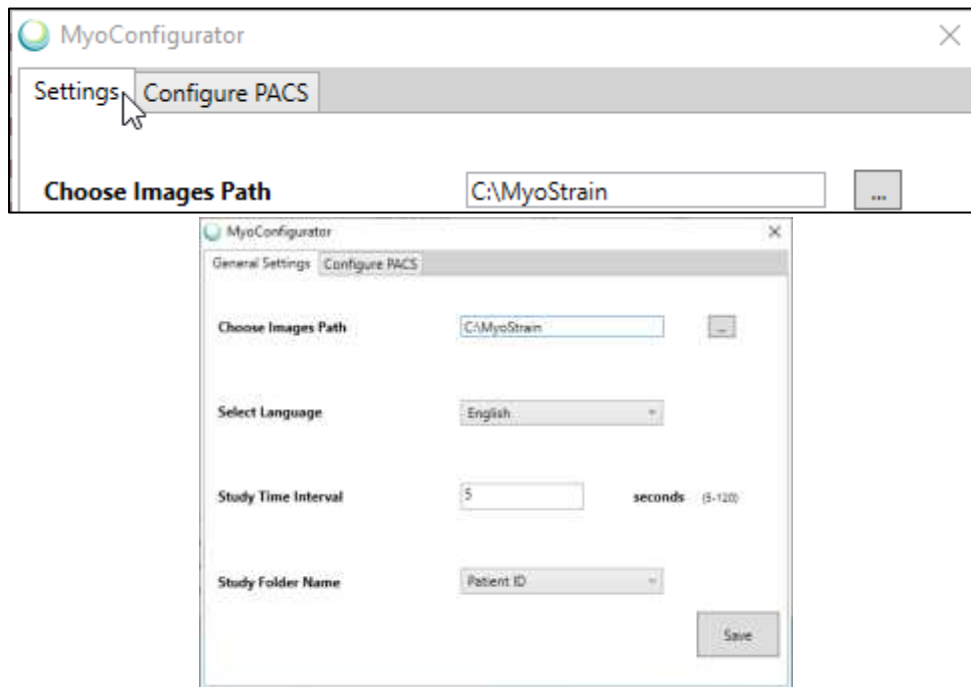 MyoConfigurator
Settings Configure PACS
Choose Images Path C:\MyoStrain ...
MyoConfigurator
General Settings Configure PACS
Choose Images Path C:\MyoStrain ...
Select Language English
Study Time Interval 5 seconds (5-120)
Study Folder Name Patient ID
Save